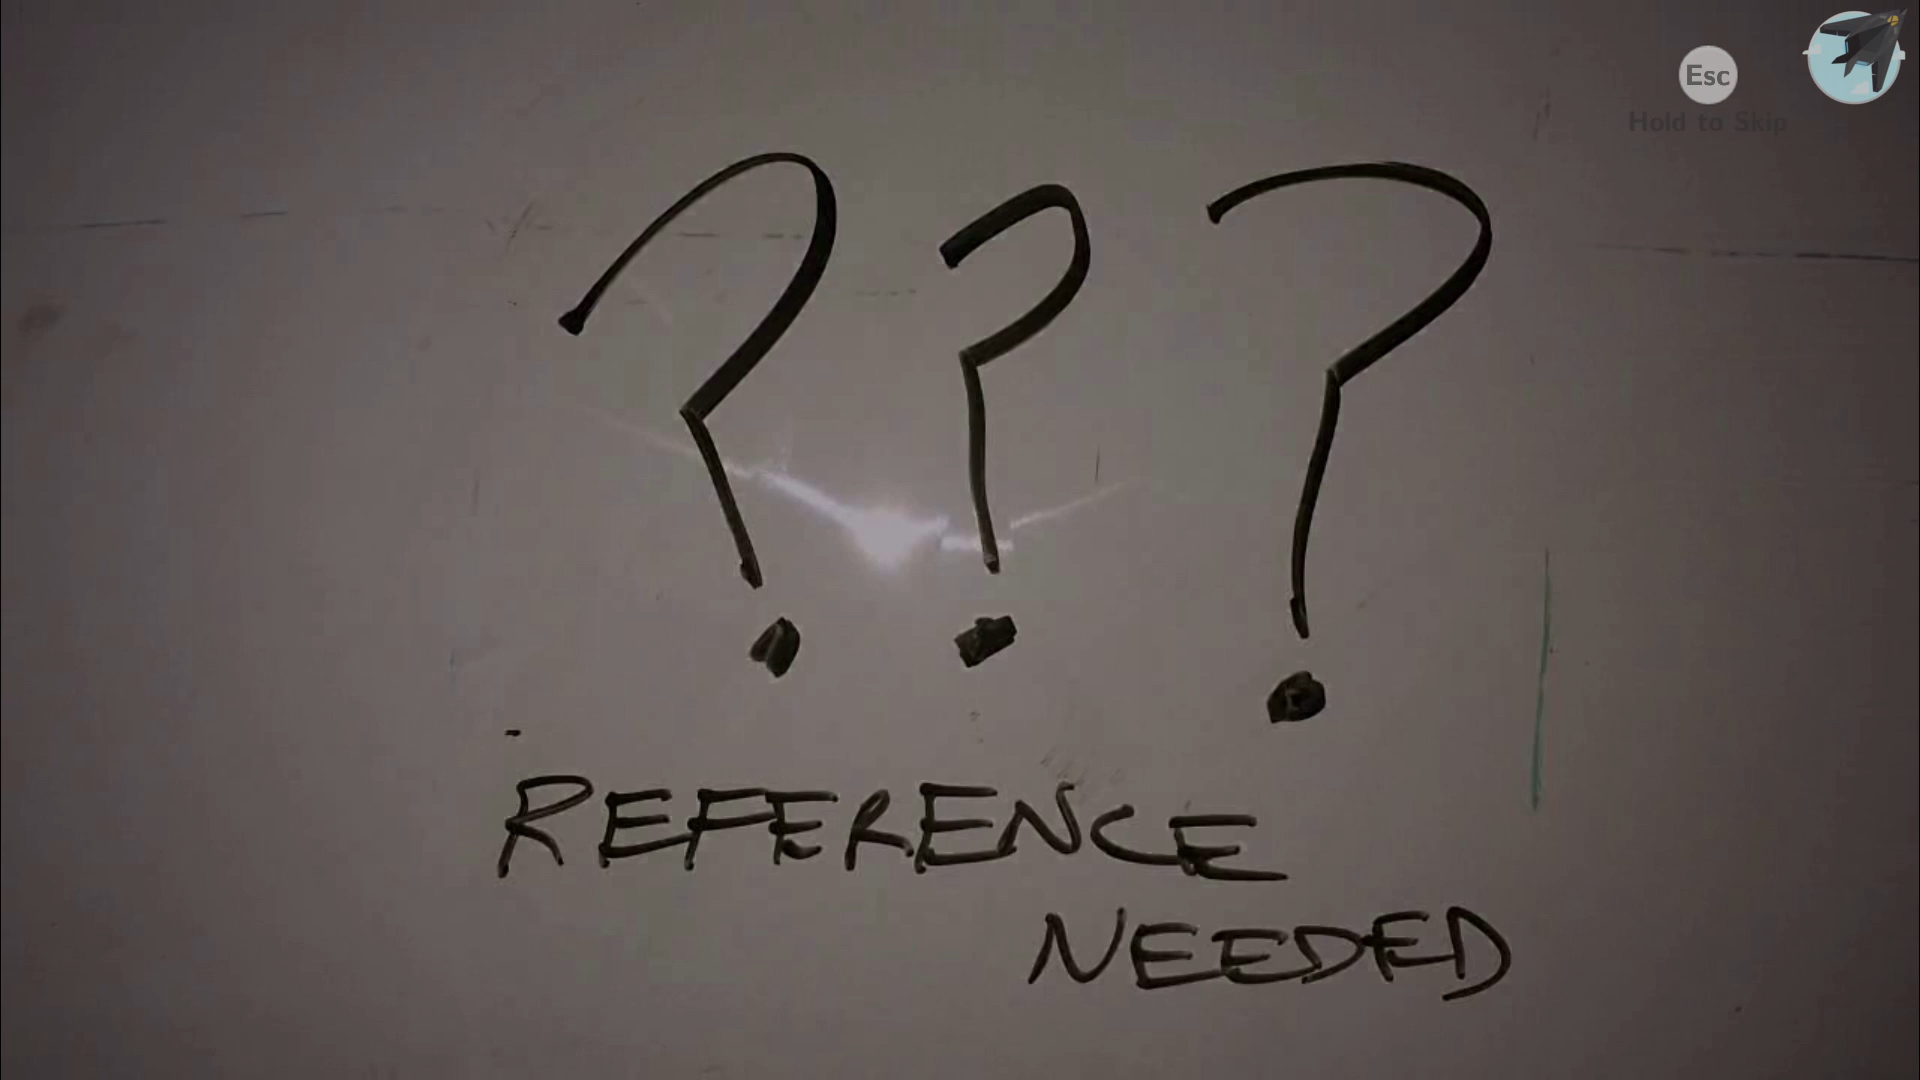 Esc
Hold to Skip
? ? ?
REFERENCE
NEEDED